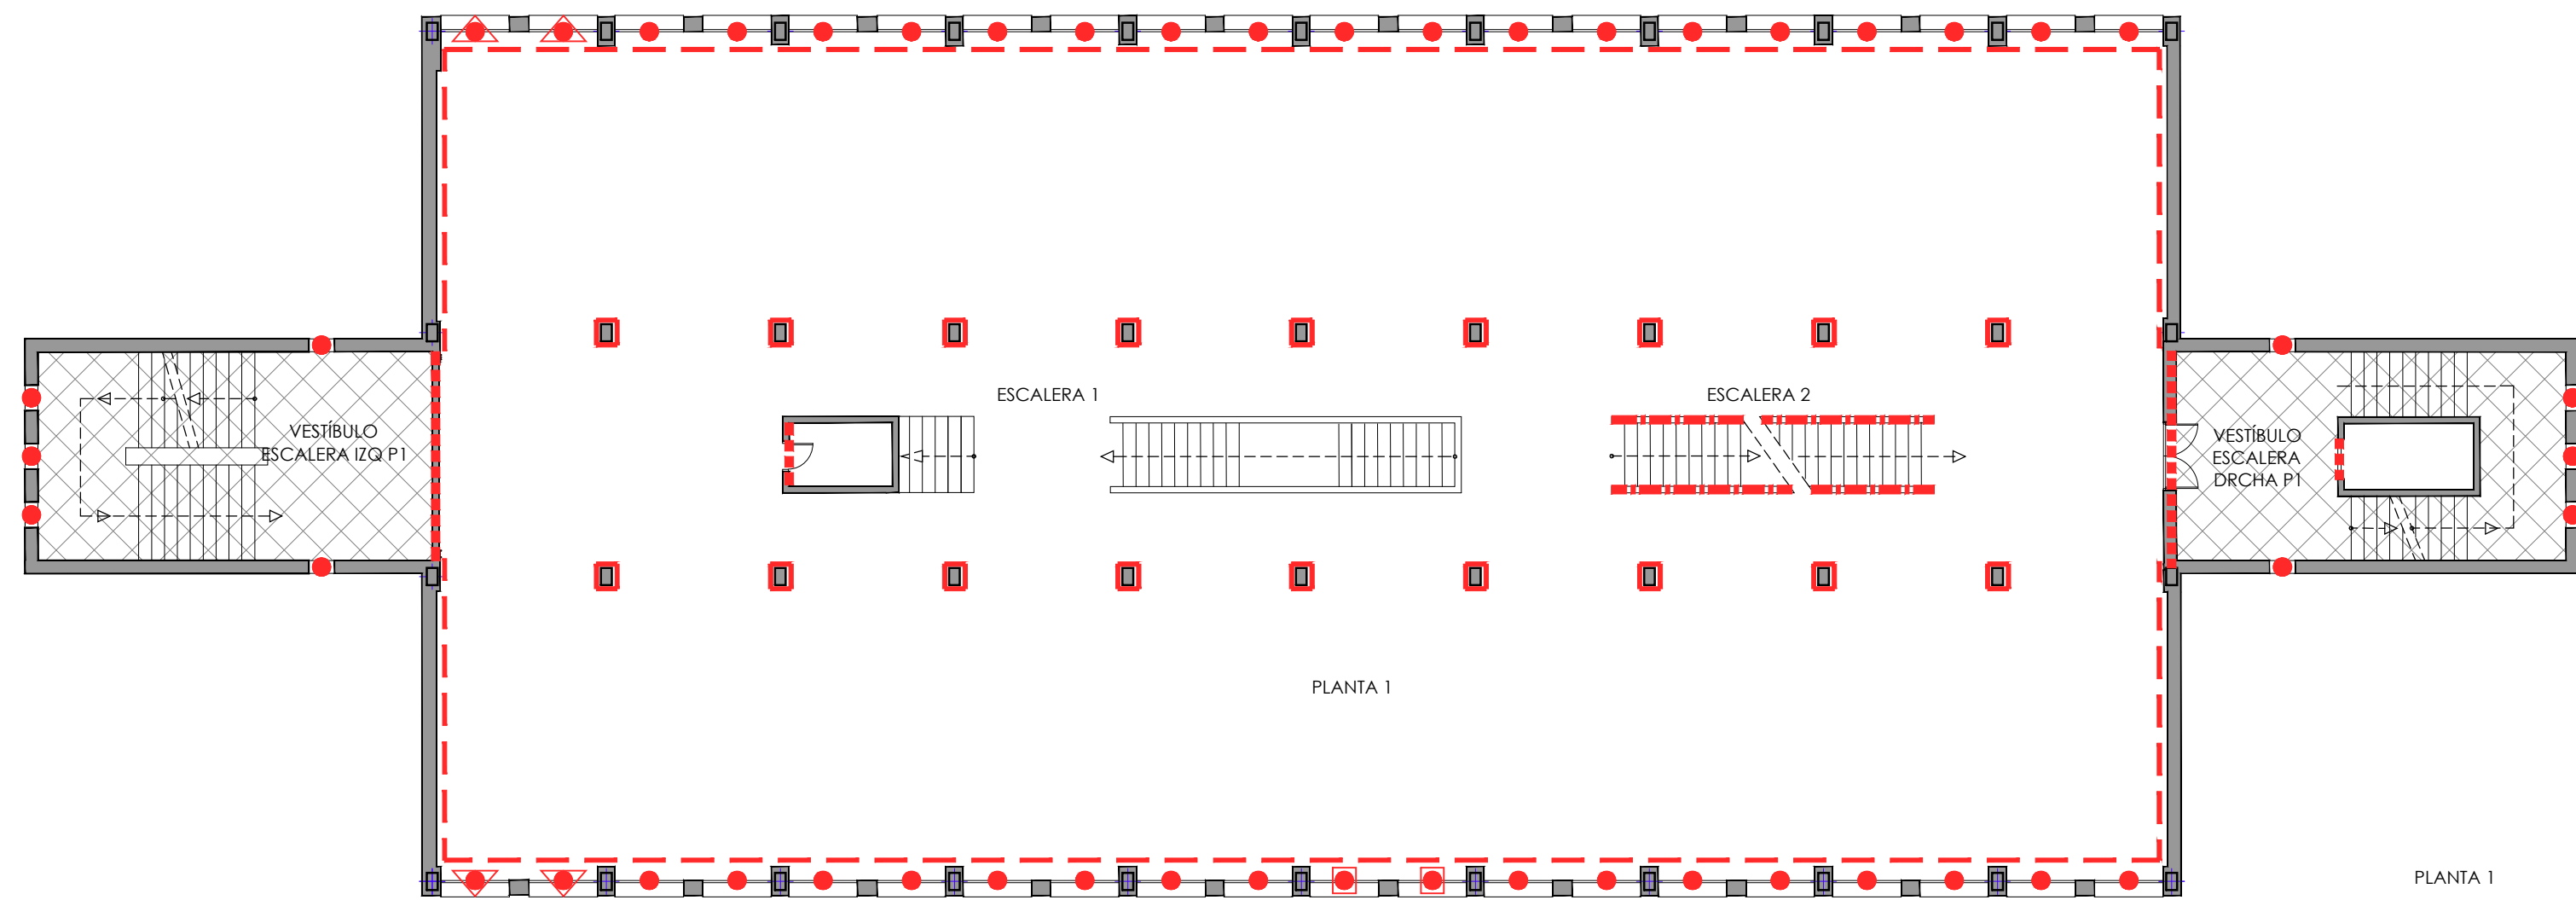 ESCALERA 1
ESCALERA 2
VESTÍBULO
ESCALERA IZQ P1
VESTÍBULO
ESCALERA
DRCHA P1
PLANTA 1
PLANTA 1